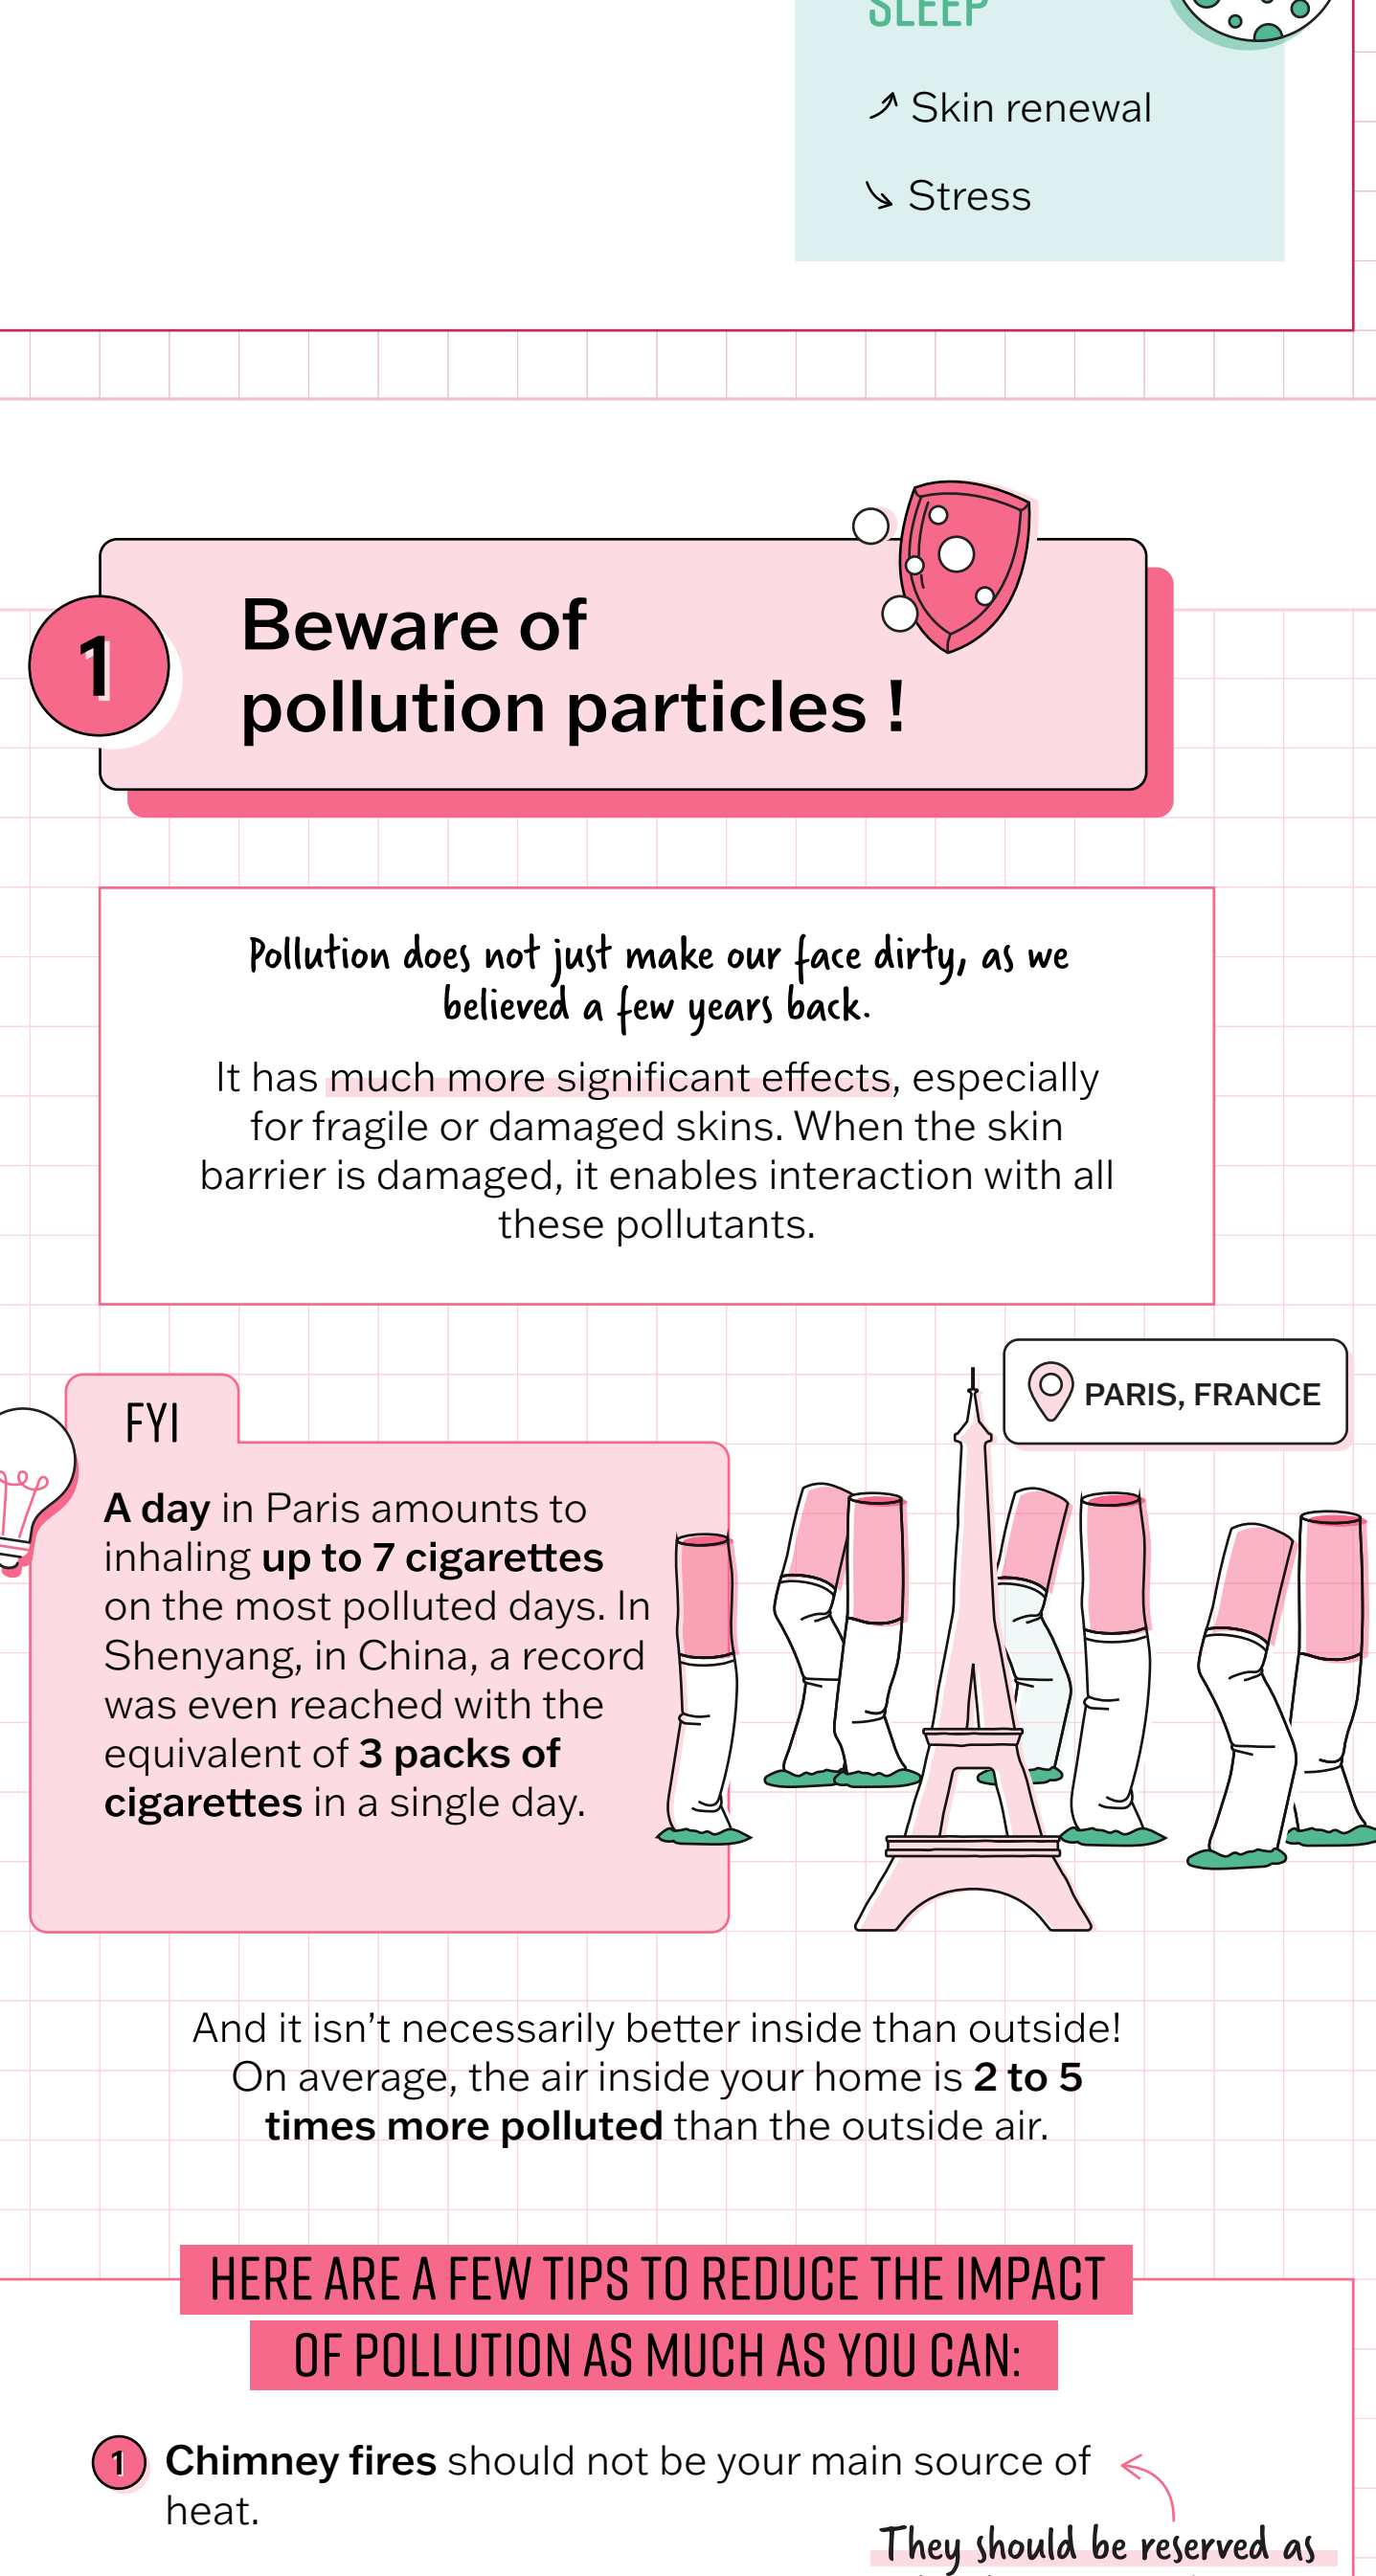 SLEEP
Skin renewal
Stress
1
Beware of
pollution particles !
Pollution does not just make our face dirty, as we
believed a few years back.
It has much more significant effects, especially
for fragile or damaged skins. When the skin
barrier is damaged, it enables interaction with all
these pollutants.
PARIS, FRANCE
FYI
A day in Paris amounts to
inhaling up to 7 cigarettes
on the most polluted days. In
Shenyang, in China, a record
was even reached with the
equivalent of 3 packs of
cigarettes in a single day.
And it isn’t necessarily better inside than outside!
On average, the air inside your home is 2 to 5
times more polluted than the outside air.
HERE ARE A FEW TIPS TO REDUCE THE IMPACT
OF POLLUTION AS MUCH AS YOU CAN:
1 Chimney fires should not be your main source of
heat.
They should be reserved as